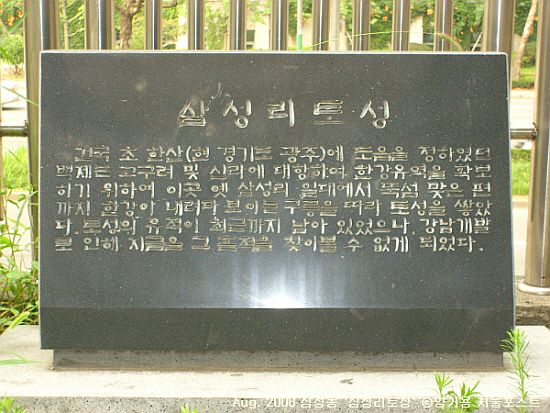 삼성리토성
건국 초 한산(현 경기도 광주)에 도읍을 정하였던
백제는 고구려 및 신라에 대항하여 한강유역을 확보
하기 위하여 이곳 옛 삼성리 일대에서 뚝섬 맞은 편
까지 한강이 내려다 보이는 구릉을 따라 토성을 쌓았
다. 토성의 유적이 최근까지 남아 있었으나, 강남개발
로 인해 지금은 그 흔적을 찾아볼 수 없게 되었다.
Aug. 2008 삼성동 '삼성리토성' ©황거봉 서울포스트